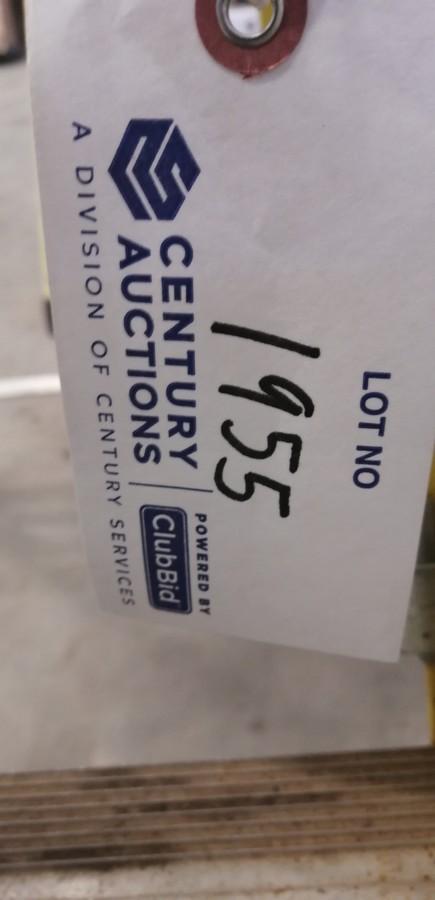 LOT NO
1955
CENTURY
AUCTIONS
POWERED BY
ClubBid
A DIVISION OF CENTURY SERVICES